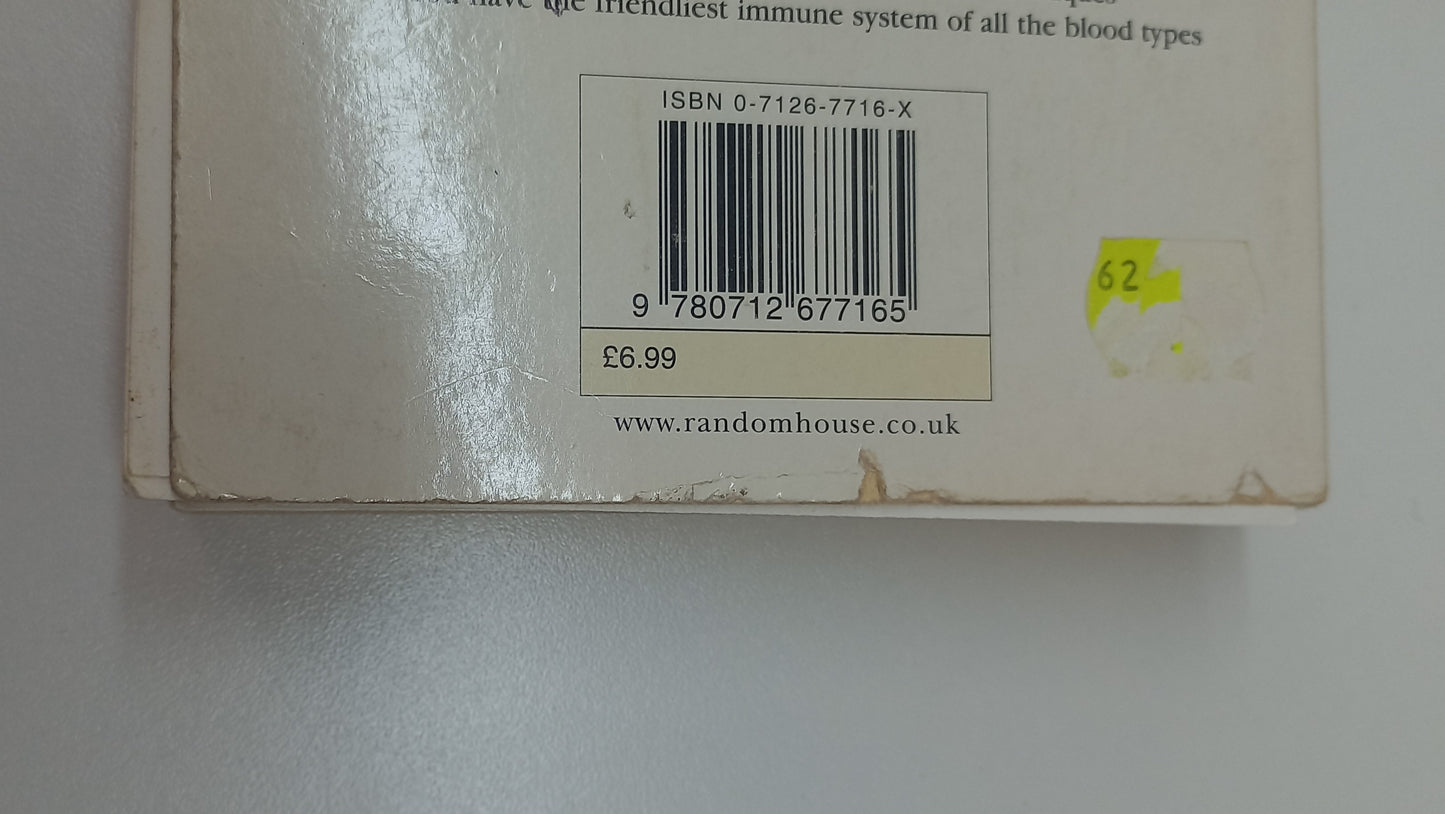 have the friendliest immune system of all the blood types
ISBN 0-7126-7716-X
9 780712 677165
£6.99
www.randomhouse.co.uk
62